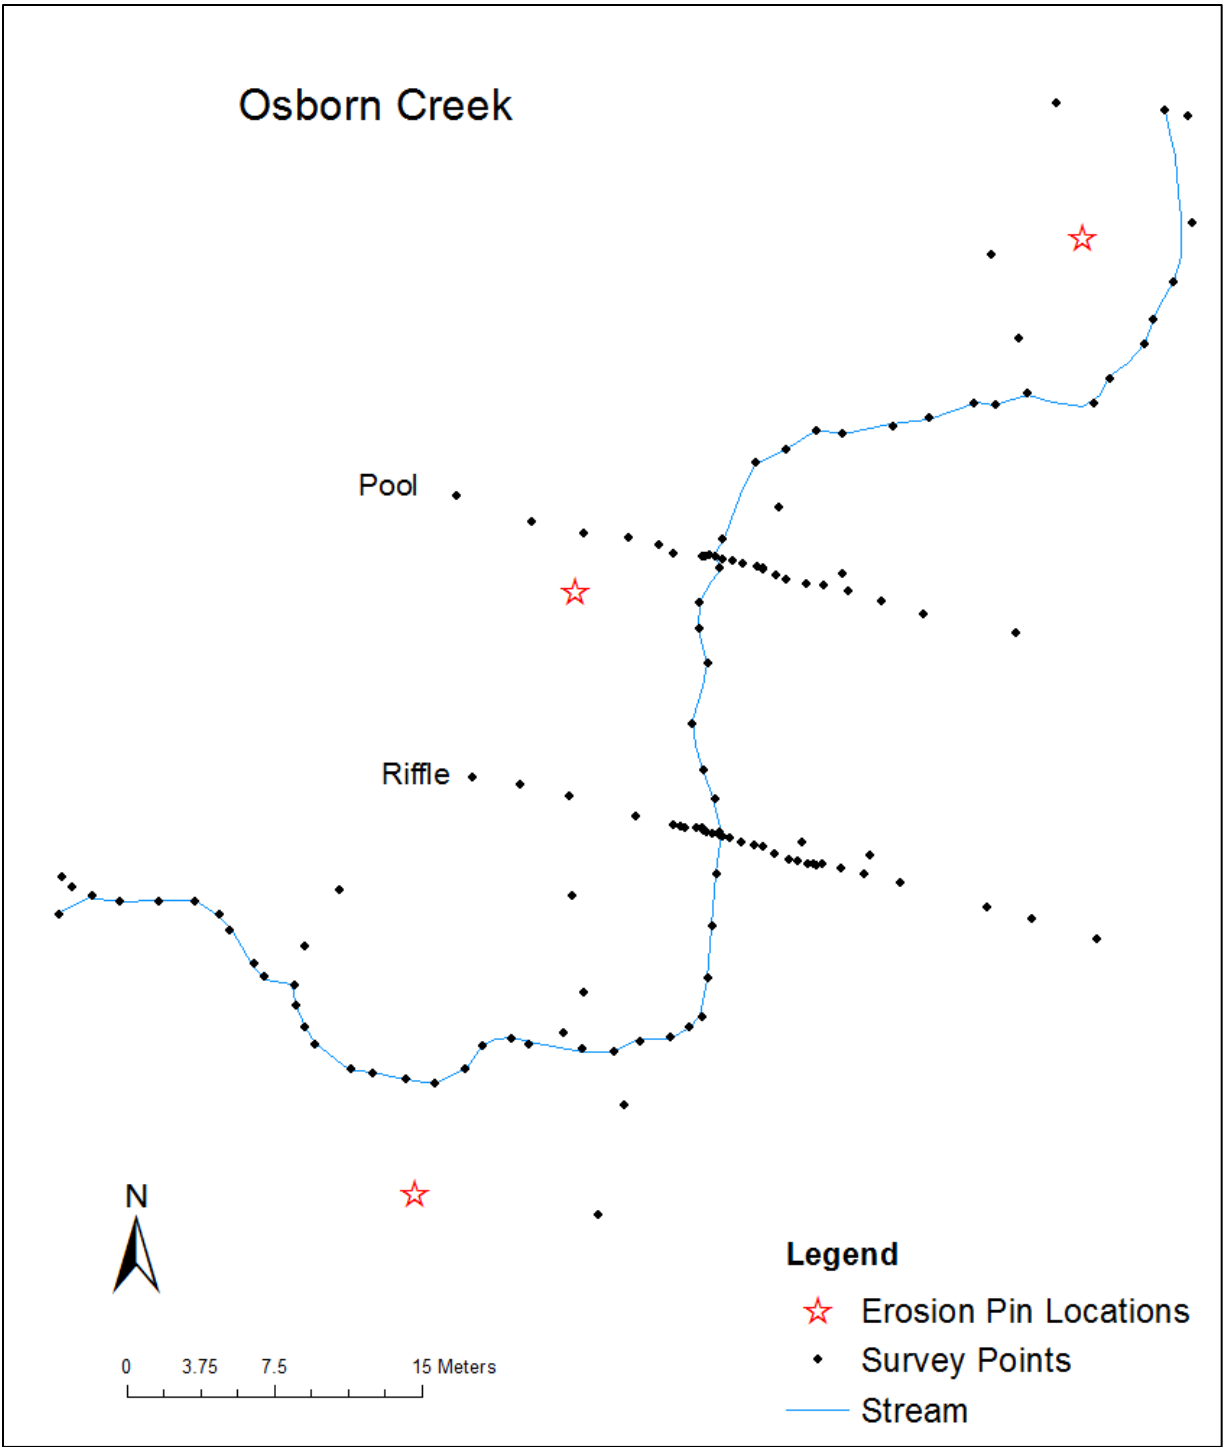 Osborn Creek
Pool
Riffle
N
0 3.75 7.5 15 Meters
Legend
Erosion Pin Locations
Survey Points
Stream